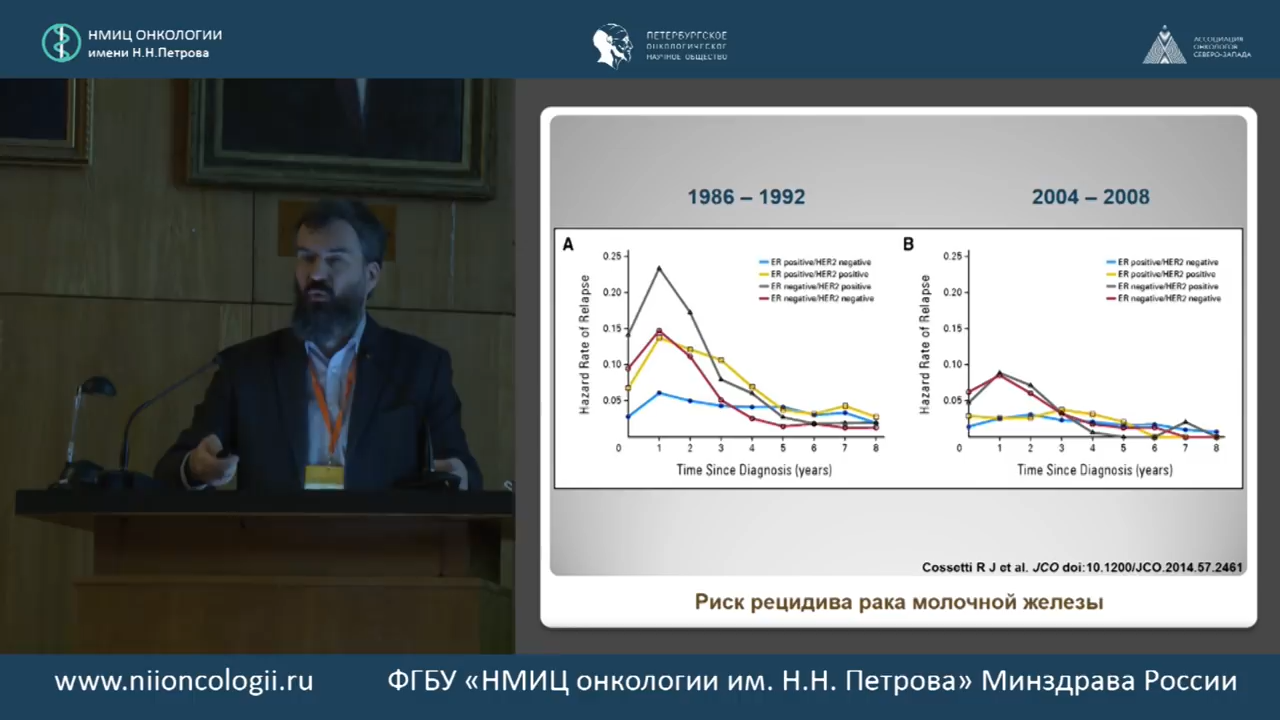 НМИЦ ОНКОЛОГИИ
имени Н.Н.Петрова
ПЕТЕРБУРГСКОЕ
ОНКОЛОГИЧЕСКОЕ
НАУЧНОЕ ОБЩЕСТВО
АССОЦИАЦИЯ
ОНКОЛОГОВ
СЕВЕРО-ЗАПАДА
1986 – 1992
2004 – 2008
A
ER positive/HER2 negative
ER positive/HER2 positive
ER negative/HER2 positive
ER negative/HER2 negative
Hazard Rate of Relapse
0.25
0.20
0.15
0.10
0.05
0 1 2 3 4 5 6 7 8
Time Since Diagnosis (years)
B
ER positive/HER2 negative
ER positive/HER2 positive
ER negative/HER2 positive
ER negative/HER2 negative
Hazard Rate of Relapse
0.25
0.20
0.15
0.10
0.05
0 1 2 3 4 5 6 7 8
Time Since Diagnosis (years)
Cossetti R J et al. JCO doi:10.1200/JCO.2014.57.2461
Риск рецидива рака молочной железы
www.niioncologii.ru
ФГБУ «НМИЦ онкологии им. Н.Н. Петрова» Минздрава России